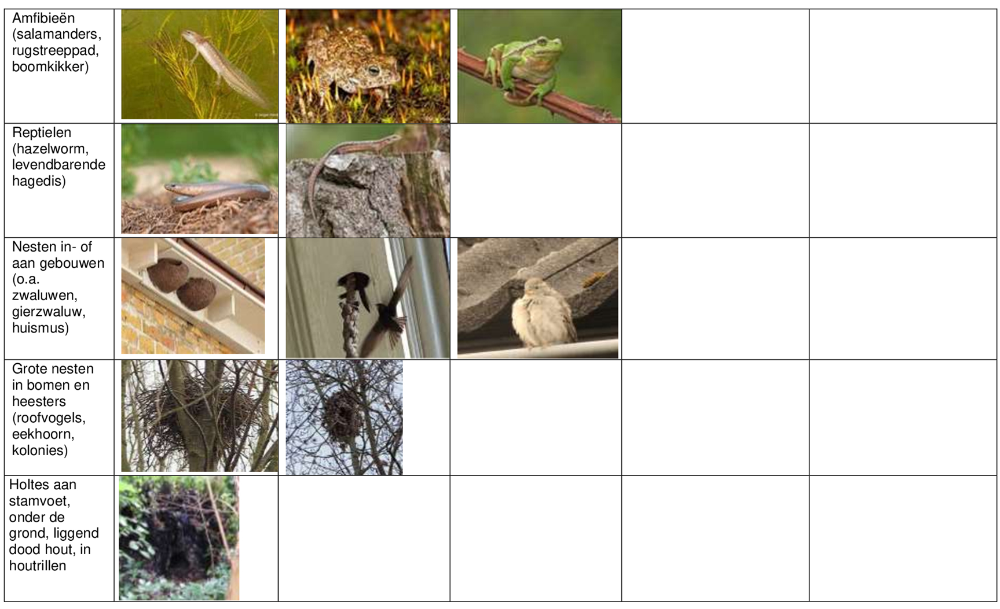 Amfibieën
(salamanders,
rugstreeppad,
boomkikker)
Reptielen
(hazelworm,
levendbarende
hagedis)
Nesten in- of
aan gebouwen
(o.a.
zwaluwen,
gierzwaluw,
huismus)
Grote nesten
in bomen en
heesters
(roofvogels,
eekhoorn,
kolonies)
Holtes aan
stamvoet,
onder de
grond, liggend
dood hout, in
houtrillen